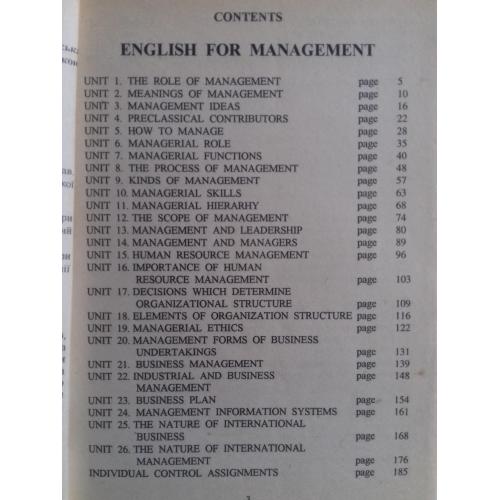 CONTENTS
ENGLISH FOR MANAGEMENT
UNIT 1. THE ROLE OF MANAGEMENT page 5
UNIT 2. MEANINGS OF MANAGEMENT page 10
UNIT 3. MANAGEMENT IDEAS page 16
UNIT 4. PRECLASSICAL CONTRIBUTORS page 22
UNIT 5. HOW TO MANAGE page 28
UNIT 6. MANAGERIAL ROLE page 35
UNIT 7. MANAGERIAL FUNCTIONS page 40
UNIT 8. THE PROCESS OF MANAGEMENT page 48
UNIT 9. KINDS OF MANAGEMENT page 57
UNIT 10. MANAGERIAL SKILLS page 63
UNIT 11. MANAGERIAL HIERARHY page 68
UNIT 12. THE SCOPE OF MANAGEMENT page 74
UNIT 13. MANAGEMENT AND LEADERSHIP page 80
UNIT 14. MANAGEMENT AND MANAGERS page 89
UNIT 15. HUMAN RESOURCE MANAGEMENT page 96
UNIT 16. IMPORTANCE OF HUMAN
RESOURCE MANAGEMENT page 103
UNIT 17. DECISIONS WHICH DETERMINE
ORGANIZATIONAL STRUCTURE page 109
UNIT 18. ELEMENTS OF ORGANIZATION STRUCTURE page 116
UNIT 19. MANAGERIAL ETHICS page 122
UNIT 20. MANAGEMENT FORMS OF BUSINESS
UNDERTAKINGS page 131
UNIT 21. BUSINESS MANAGEMENT page 139
UNIT 22. INDUSTRIAL AND BUSINESS page 148
MANAGEMENT
UNIT 23. BUSINESS PLAN page 154
UNIT 24. MANAGEMENT INFORMATION SYSTEMS page 161
UNIT 25. THE NATURE OF INTERNATIONAL
BUSINESS page 168
UNIT 26. THE NATURE OF INTERNATIONAL
MANAGEMENT page 176
INDIVIDUAL CONTROL ASSIGNMENTS page 185
3